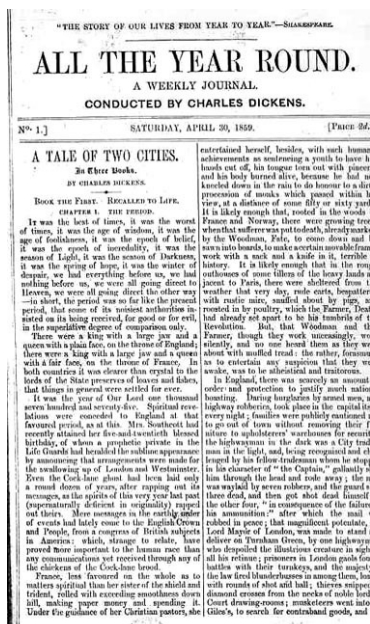 "THE STORY OF OUR LIVES FROM YEAR TO YEAR."—SHAKESPEARE.
ALL THE YEAR ROUND.
A WEEKLY JOURNAL.
CONDUCTED BY CHARLES DICKENS.
No. 1.] SATURDAY, APRIL 30, 1859. [PRICE 2d.
A TALE OF TWO CITIES.
In Three Books.
BY CHARLES DICKENS.
BOOK THE FIRST. RECALLED TO LIFE.
CHAPTER I. THE PERIOD.
IT was the best of times, it was the worst
of times, it was the age of wisdom, it was the
age of foolishness, it was the epoch of belief,
it was the epoch of incredulity, it was the
season of Light, it was the season of Darkness,
it was the spring of hope, it was the winter of
despair, we had everything before us, we had
nothing before us, we were all going direct to
Heaven, we were all going direct the other way
—in short, the period was so far like the present
period, that some of its noisiest authorities in-
sisted on its being received, for good or for evil,
in the superlative degree of comparison only.
There were a king with a large jaw and a
queen with a plain face, on the throne of England;
there were a king with a large jaw and a queen
with a fair face, on the throne of France. In
both countries it was clearer than crystal to the
lords of the State preserves of loaves and fishes,
that things in general were settled for ever.
It was the year of Our Lord one thousand
seven hundred and seventy-five. Spiritual reve-
lations were conceded to England at that
favoured period, as at this. Mrs. Southcott had
recently attained her five-and-twentieth blessed
birthday, of whom a prophetic private in the
Life Guards had heralded the sublime appearance
by announcing that arrangements were made for
the swallowing up of London and Westminster.
Even the Cock-lane ghost had been laid only
a round dozen of years, after rapping out its
messages, as the spirits of this very year last past
(supernaturally deficient in originality) rapped
out theirs. Mere messages in the earthly order
of events had lately come to the English Crown
and People, from a congress of British subjects
in America: which, strange to relate, have
proved more important to the human race than
any communications yet received through any of
the chickens of the Cock-lane brood.
France, less favoured on the whole as to
matters spiritual than her sister of the shield and
trident, rolled with exceeding smoothness down
hill, making paper money and spending it.
Under the guidance of her Christian pastors, she
entertained herself, besides, with such humane
achievements as sentencing a youth to have his
hands cut off, his tongue torn out with pincers,
and his body burned alive, because he had not
kneeled down in the rain to do honour to a dirty
procession of monks which passed within his
view, at a distance of some fifty or sixty yards.
It is likely enough that, rooted in the woods of
France and Norway, there were growing trees,
when that sufferer was put to death, already marked
by the Woodman, Fate, to come down and be
sawn into boards, to make a certain movable frame-
work with a sack and a knife in it, terrible in
history. It is likely enough that in the rough
outhouses of some tillers of the heavy lands ad-
jacent to Paris, there were sheltered from the
weather that very day, rude carts, bespattered
with rustic mire, snuffed about by pigs, and
roosted in by poultry, which the Farmer, Death,
had already set apart to be his tumbrils of the
Revolution. But, that Woodman and that
Farmer, though they work unceasingly, work
silently, and no one heard them as they went
about with muffled tread: the rather, forasmuch
as to entertain any suspicion that they were
awake, was to be atheistical and traitorous.
In England, there was scarcely an amount of
order and protection to justify much national
boasting. Daring burglaries by armed men, and
highway robberies, took place in the capital itself
every night; families were publicly cautioned not
to go out of town without removing their fur-
niture to upholsterers' warehouses for security;
the highwayman in the dark was a City trades-
man in the light, and, being recognised and chal-
lenged by his fellow-tradesman whom he stopped
in his character of "the Captain," gallantly shot
him through the head and rode away; the mail
was waylaid by seven robbers, and the guard shot
three dead, and then got shot dead himself by
the other four, "in consequence of the failure of
his ammunition:" after which the mail was
robbed in peace; that magnificent potentate, the
Lord Mayor of London, was made to stand and
deliver on Turnham Green, by one highwayman,
who despoiled the illustrious creature in sight of
all his retinue; prisoners in London gaols fought
battles with their turnkeys, and the majesty of
the law fired blunderbusses in among them, loaded
with rounds of shot and ball; thieves snipped off
diamond crosses from the necks of noble lords at
Court drawing-rooms; musketeers went into St.
Giles's, to search for contraband goods, and